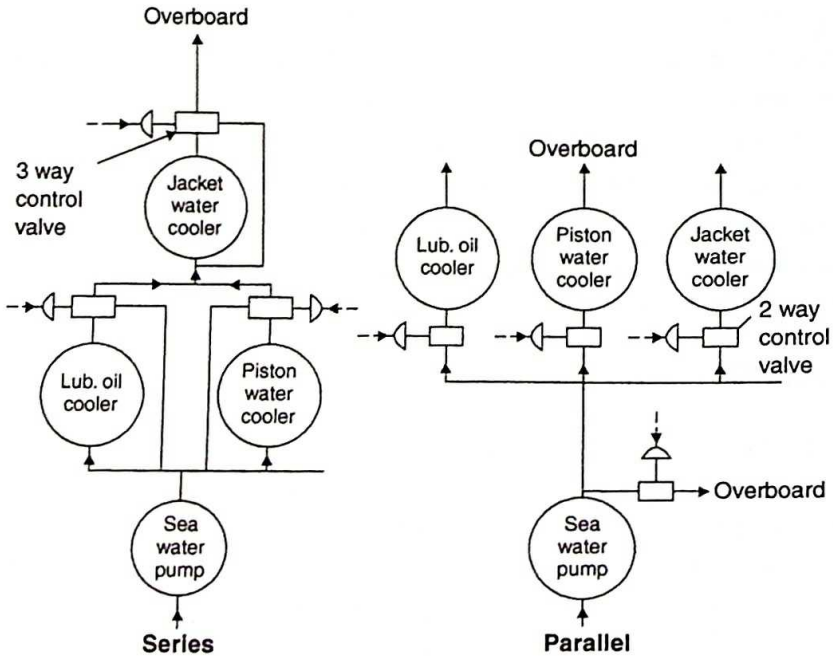 Overboard
3 way
control
valve
Jacket
water
cooler
Lub. oil
cooler
Piston
water
cooler
Sea
water
pump
Series
Overboard
Lub. oil
cooler
Piston
water
cooler
Jacket
water
cooler
2 way
control
valve
Overboard
Sea
water
pump
Parallel